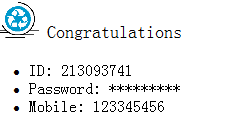 Congratulations
ID: 213093741
Password: *********
Mobile: 123345456